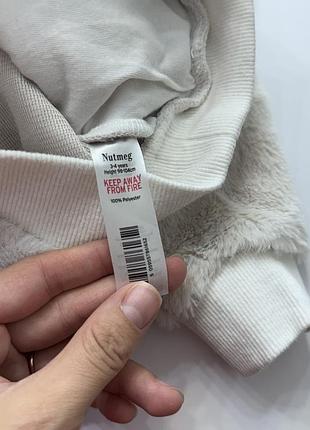 Nutmeg
3-4 years
Height 98-104cm
KEEP AWAY
FROM FIRE
100% Polyester